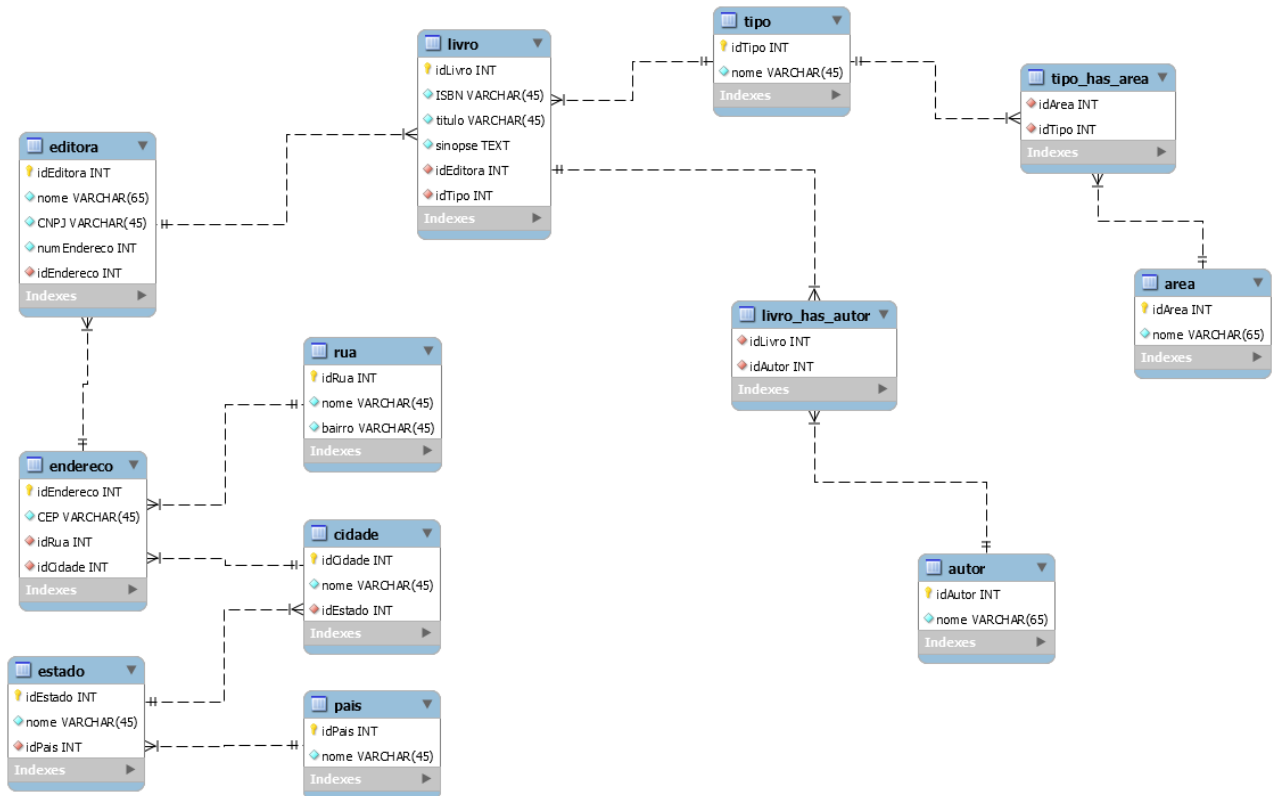 tipo
idTipo INT
nome VARCHAR(45)
Indexes
livro
idLivro INT
ISBN VARCHAR(45)
titulo VARCHAR(45)
sinopse TEXT
idEditora INT
idTipo INT
Indexes
tipo_has_area
idArea INT
idTipo INT
Indexes
editora
idEditora INT
nome VARCHAR(65)
CNPJ VARCHAR(45)
numEndereco INT
idEndereco INT
Indexes
area
idArea INT
nome VARCHAR(65)
Indexes
livro_has_autor
idLivro INT
idAutor INT
Indexes
rua
idRua INT
nome VARCHAR(45)
bairro VARCHAR(45)
Indexes
endereco
idEndereco INT
CEP VARCHAR(45)
idRua INT
idCidade INT
Indexes
cidade
idCidade INT
nome VARCHAR(45)
idEstado INT
Indexes
autor
idAutor INT
nome VARCHAR(65)
Indexes
estado
idEstado INT
nome VARCHAR(45)
idPais INT
Indexes
pais
idPais INT
nome VARCHAR(45)
Indexes